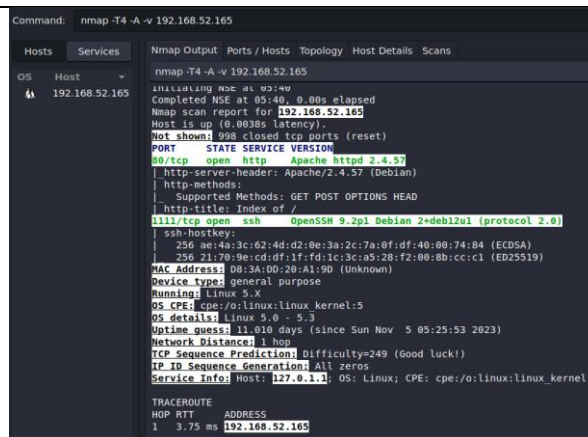 Command: nmap -T4 -A -v 192.168.52.165
Hosts Services
OS Host
192.168.52.165
Nmap Output Ports / Hosts Topology Host Details Scans
nmap -T4 -A -v 192.168.52.165
Initiating NSE at 05:40
Completed NSE at 05:40, 0.00s elapsed
Nmap scan report for 192.168.52.165
Host is up (0.0038s latency).
Not shown: 998 closed tcp ports (reset)
PORT STATE SERVICE VERSION
80/tcp open http Apache httpd 2.4.57
|_http-server-header: Apache/2.4.57 (Debian)
| http-methods:
|_ Supported Methods: GET POST OPTIONS HEAD
|_http-title: Index of /
1111/tcp open ssh OpenSSH 9.2p1 Debian 2+deb12u1 (protocol 2.0)
| ssh-hostkey:
| 256 ae:4a:3c:62:4d:d2:0e:3a:2c:7a:0f:df:40:00:74:84 (ECDSA)
|_ 256 21:70:9e:cd:df:1f:fd:1c:3c:a5:28:f2:00:8b:cc:c1 (ED25519)
MAC Address: D8:3A:DD:20:A1:9D (Unknown)
Device type: general purpose
Running: Linux 5.X
OS CPE: cpe:/o:linux:linux_kernel:5
OS details: Linux 5.0 - 5.3
Uptime guess: 11.010 days (since Sun Nov 5 05:25:53 2023)
Network Distance: 1 hop
TCP Sequence Prediction: Difficulty=249 (Good luck!)
IP ID Sequence Generation: All zeros
Service Info: Host: 127.0.1.1; OS: Linux; CPE: cpe:/o:linux:linux_kernel
TRACEROUTE
HOP RTT ADDRESS
1 3.75 ms 192.168.52.165